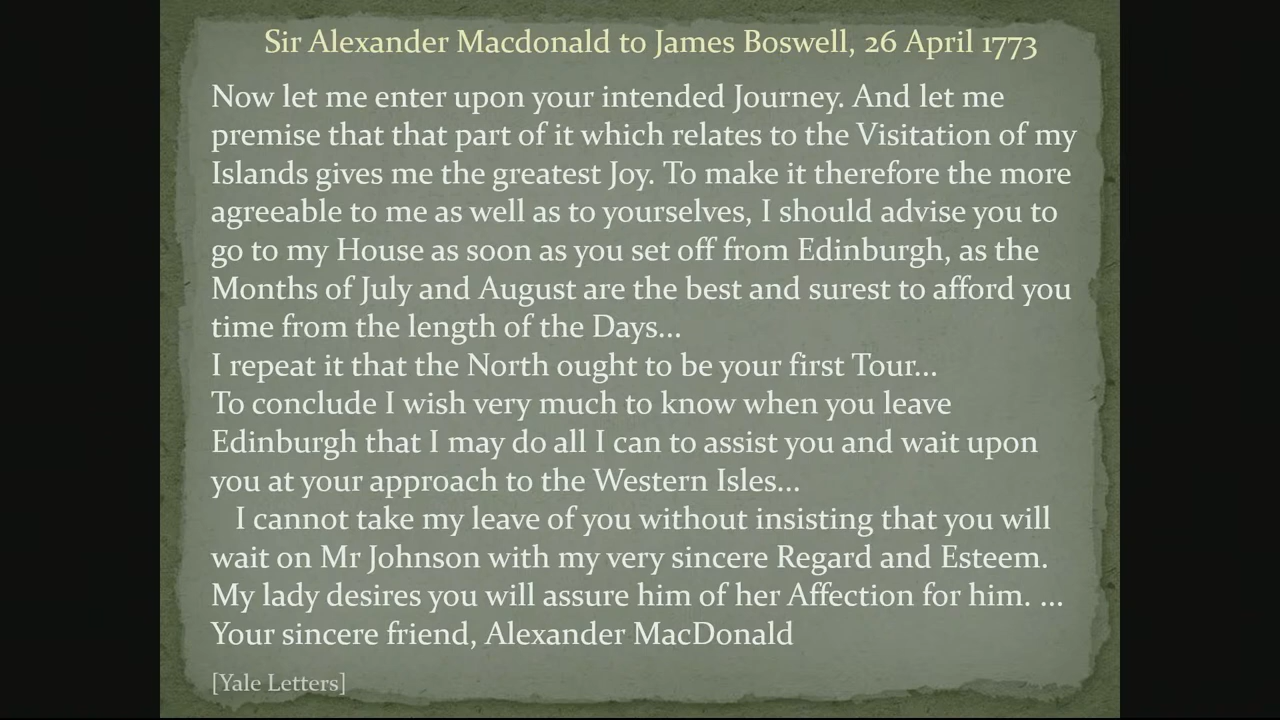 Sir Alexander Macdonald to James Boswell, 26 April 1773
Now let me enter upon your intended Journey. And let me
premise that that part of it which relates to the Visitation of my
Islands gives me the greatest Joy. To make it therefore the more
agreeable to me as well as to yourselves, I should advise you to
go to my House as soon as you set off from Edinburgh, as the
Months of July and August are the best and surest to afford you
time from the length of the Days...
I repeat it that the North ought to be your first Tour...
To conclude I wish very much to know when you leave
Edinburgh that I may do all I can to assist you and wait upon
you at your approach to the Western Isles...
I cannot take my leave of you without insisting that you will
wait on Mr Johnson with my very sincere Regard and Esteem.
My lady desires you will assure him of her Affection for him. ...
Your sincere friend, Alexander MacDonald
[Yale Letters]